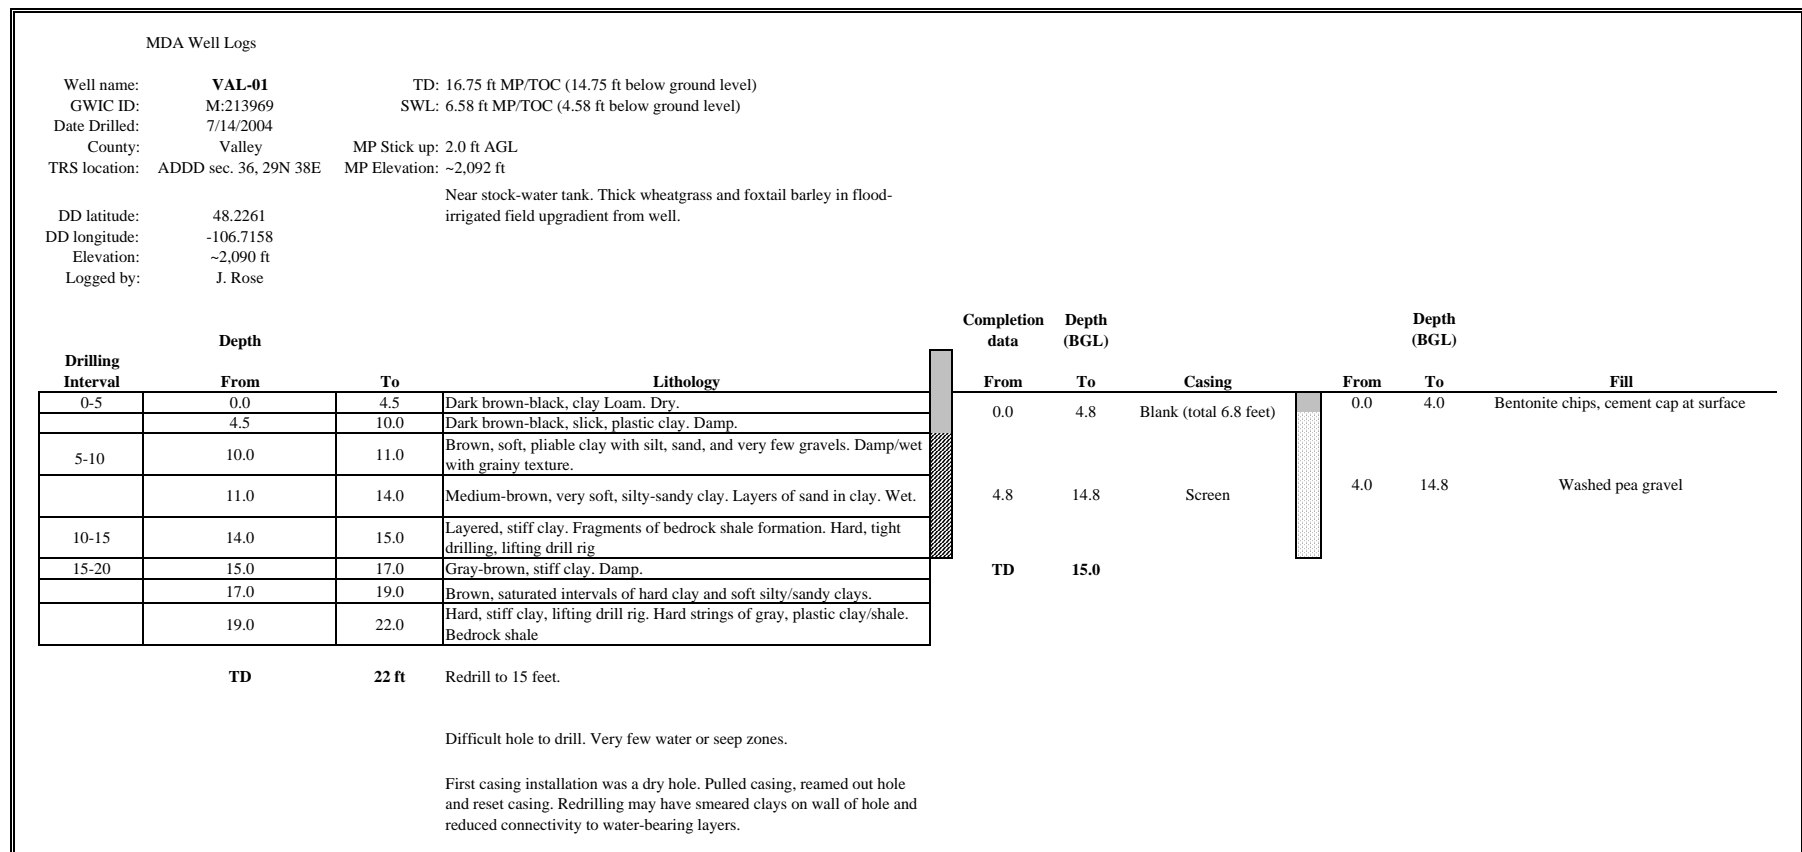 MDA Well Logs
Well name: VAL-01 TD: 16.75 ft MP/TOC (14.75 ft below ground level)
GWIC ID: M:213969 SWL: 6.58 ft MP/TOC (4.58 ft below ground level)
Date Drilled: 7/14/2004
County: Valley MP Stick up: 2.0 ft AGL
TRS location: ADDD sec. 36, 29N 38E MP Elevation: ~2,092 ft
Near stock-water tank. Thick wheatgrass and foxtail barley in flood-
DD latitude: 48.2261 irrigated field upgradient from well.
DD longitude: -106.7158
Elevation: ~2,090 ft
Logged by: J. Rose
Completion Depth Depth
Depth data (BGL) (BGL)
Drilling
Interval From To Lithology From To Casing From To Fill
0-5 0.0 4.5 Dark brown-black, clay Loam. Dry. 0.0 4.8 Blank (total 6.8 feet) 0.0 4.0 Bentonite chips, cement cap at surface
4.5 10.0 Dark brown-black, slick, plastic clay. Damp.
5-10 10.0 11.0 Brown, soft, pliable clay with silt, sand, and very few gravels. Damp/wet
with grainy texture.
11.0 14.0 Medium-brown, very soft, silty-sandy clay. Layers of sand in clay. Wet. 4.8 14.8 Screen 4.0 14.8 Washed pea gravel
10-15 14.0 15.0 Layered, stiff clay. Fragments of bedrock shale formation. Hard, tight
drilling, lifting drill rig
15-20 15.0 17.0 Gray-brown, stiff clay. Damp. TD 15.0
17.0 19.0 Brown, saturated intervals of hard clay and soft silty/sandy clays.
19.0 22.0 Hard, stiff clay, lifting drill rig. Hard strings of gray, plastic clay/shale.
Bedrock shale
TD 22 ft Redrill to 15 feet.
Difficult hole to drill. Very few water or seep zones.
First casing installation was a dry hole. Pulled casing, reamed out hole
and reset casing. Redrilling may have smeared clays on wall of hole and
reduced connectivity to water-bearing layers.